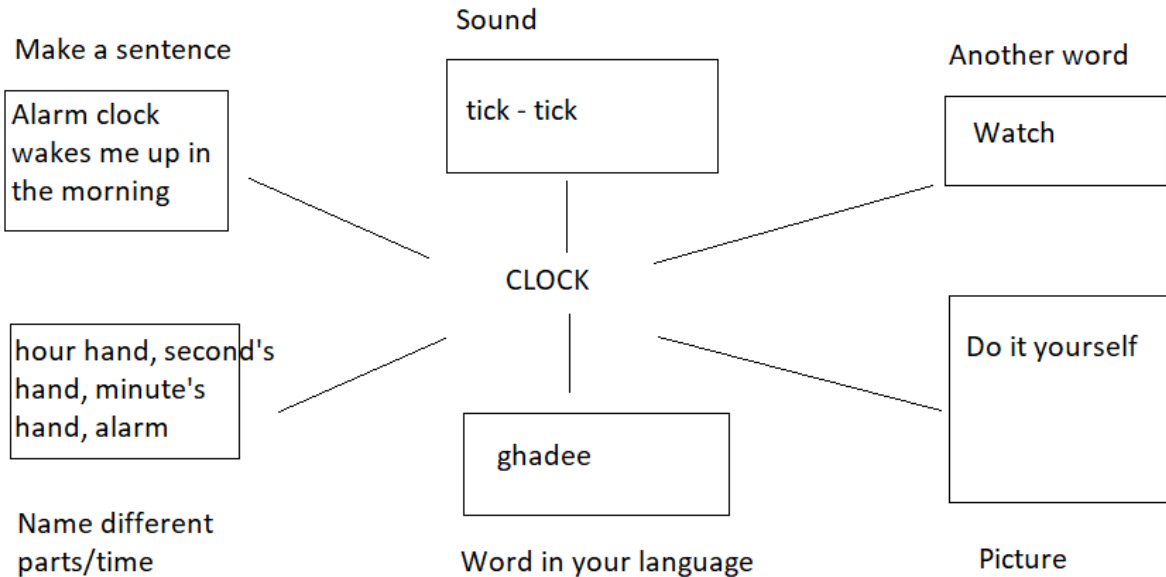 Make a sentence
Alarm clock
wakes me up in
the morning
Sound
tick - tick
Another word
Watch
CLOCK
hour hand, second's
hand, minute's
hand, alarm
Name different
parts/time
ghadee
Word in your language
Do it yourself
Picture